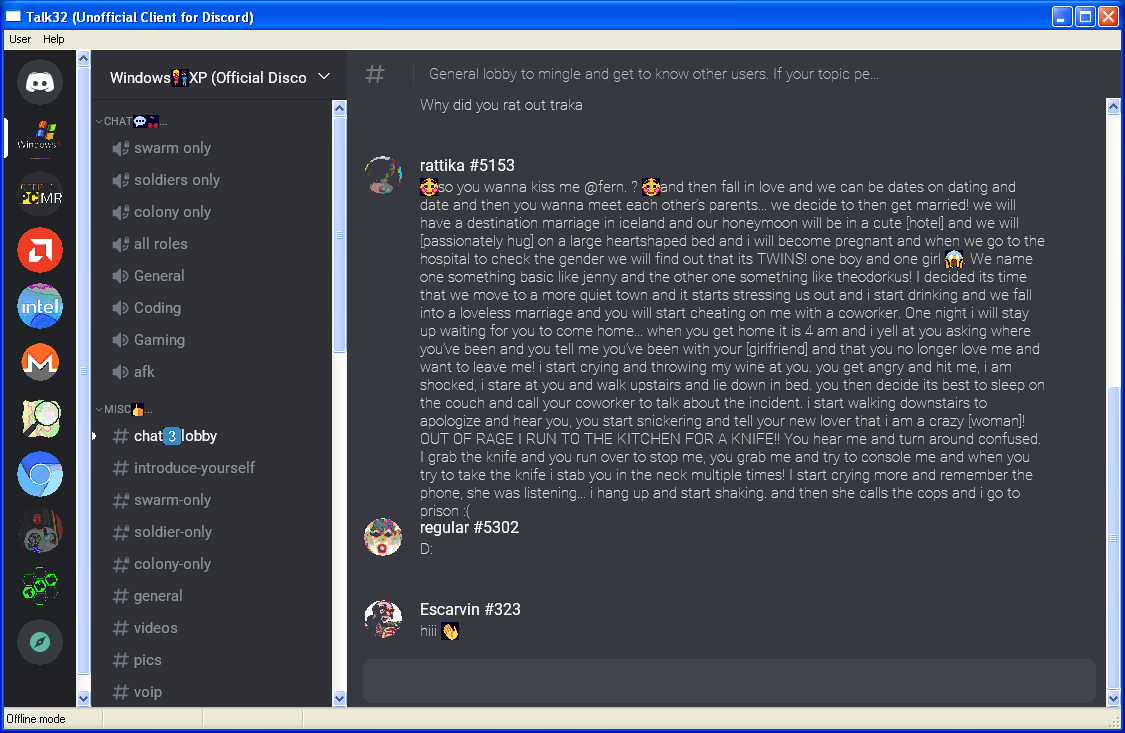 Talk32 (Unofficial Client for Discord)
User Help
Windows XP (Official Disco
CHAT💬...
swarm only
soldiers only
colony only
all roles
General
Coding
Gaming
afk
MISC👍...
chat3️⃣lobby
introduce-yourself
swarm-only
soldier-only
colony-only
general
videos
pics
voip
Windows
PCMR
intel
# General lobby to mingle and get to know other users. If your topic pe...
Why did you rat out traka
rattika #5153
🥰so you wanna kiss me @fern. ? 🥰and then fall in love and we can be dates on dating and
date and then you wanna meet each other's parents... we decide to then get married! we will
have a destination marriage in iceland and our honeymoon will be in a cute [hotel] and we will
[passionately hug] on a large heartshaped bed and i will become pregnant and when we go to the
hospital to check the gender we will find out that its TWINS! one boy and one girl 😱. We name
one something basic like jenny and the other one something like theodorkus! I decided its time
that we move to a more quiet town and it starts stressing us out and i start drinking and we fall
into a loveless marriage and you will start cheating on me with a coworker. One night i will stay
up waiting for you to come home... when you get home it is 4 am and i yell at you asking where
you've been and you tell me you've been with your [girlfriend] and that you no longer love me and
want to leave me! i start crying and throwing my wine at you. you get angry and hit me, i am
shocked, i stare at you and walk upstairs and lie down in bed. you then decide its best to sleep on
the couch and call your coworker to talk about the incident. i start walking downstairs to
apologize and hear you, you start snickering and tell your new lover that i am a crazy [woman]!
OUT OF RAGE I RUN TO THE KITCHEN FOR A KNIFE!! You hear me and turn around confused.
I grab the knife and you run over to stop me, you grab me and try to console me and when you
try to take the knife i stab you in the neck multiple times! I start crying more and remember the
phone, she was listening... i hang up and start shaking. and then she calls the cops and i go to
prison :(
regular #5302
D:
Escarvin #323
hiii 👋
Offline mode